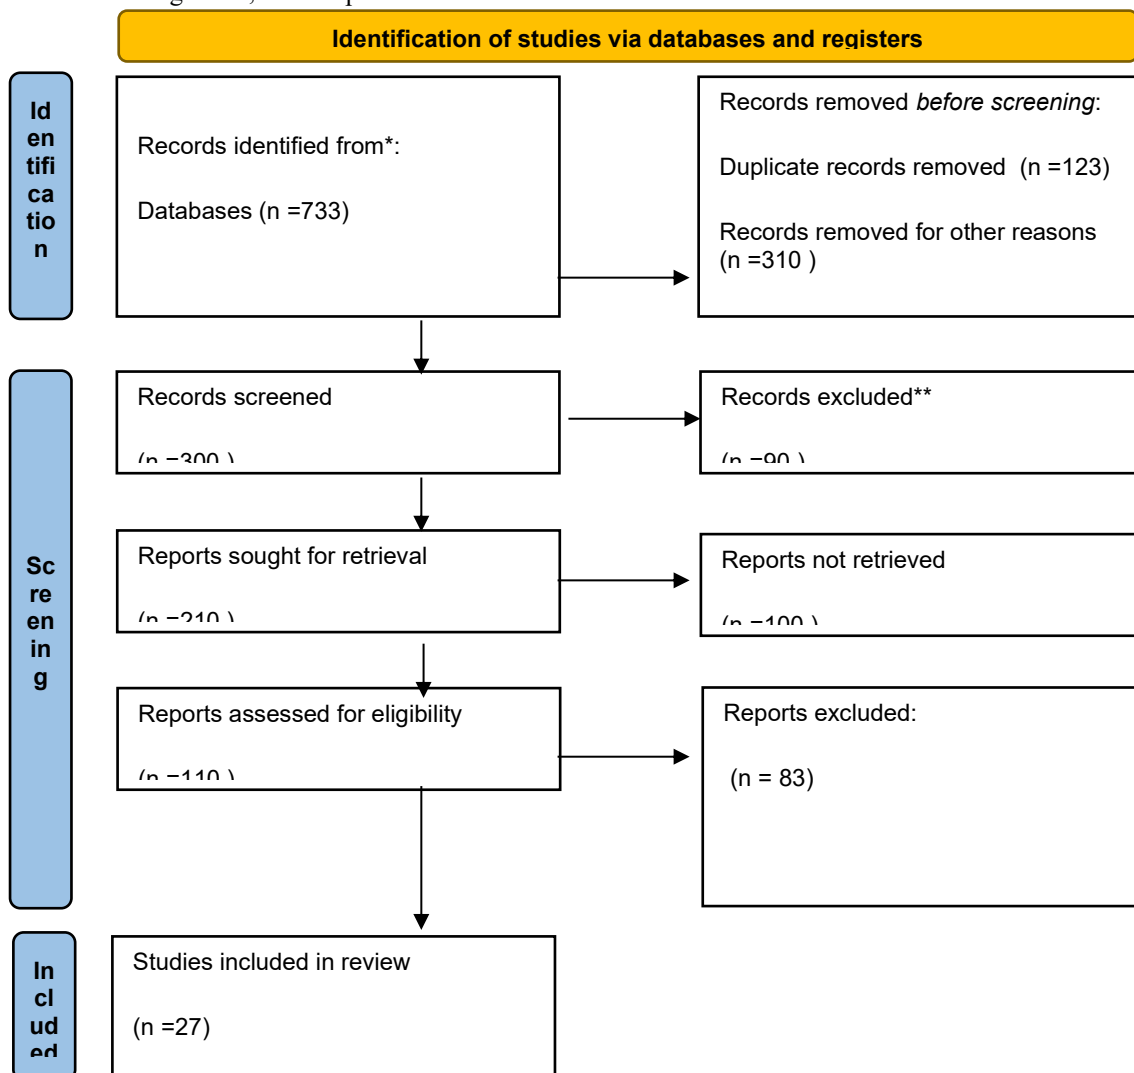 Identification of studies via databases and registers
Id
en
tifi
ca
tio
n
Records identified from*:
Databases (n =733)
Records removed before screening:
Duplicate records removed  (n =123)
Records removed for other reasons
(n =310 )
Sc
re
en
in
g
Records screened
(n =300 )
Records excluded**
(n =90 )
Reports sought for retrieval
(n =210 )
Reports not retrieved
(n =100 )
Reports assessed for eligibility
(n =110 )
Reports excluded:
(n = 83)
In
cl
ud
ed
Studies included in review
(n =27)